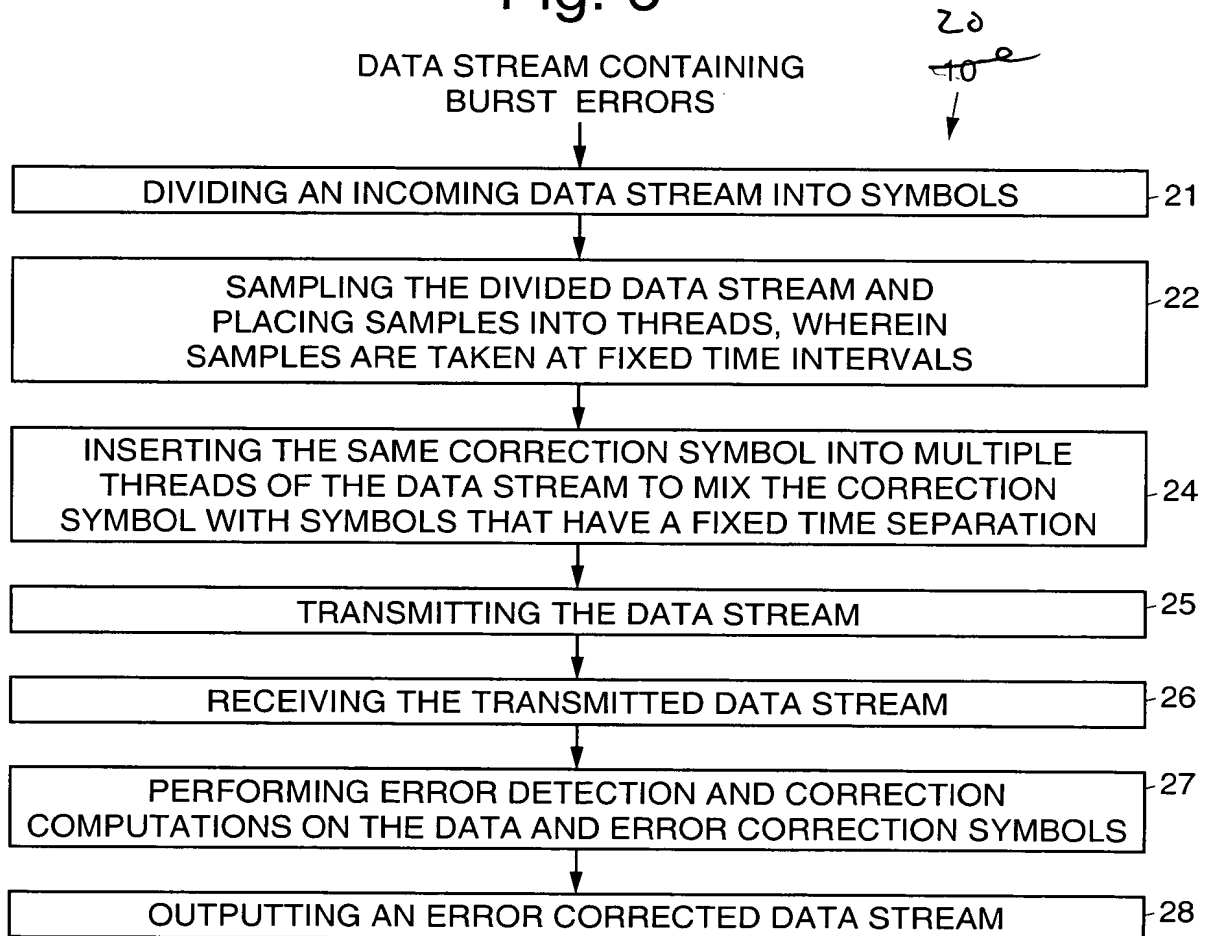 20
10
DATA STREAM CONTAINING
BURST ERRORS
DIVIDING AN INCOMING DATA STREAM INTO SYMBOLS
21
SAMPLING THE DIVIDED DATA STREAM AND
PLACING SAMPLES INTO THREADS, WHEREIN
SAMPLES ARE TAKEN AT FIXED TIME INTERVALS
22
INSERTING THE SAME CORRECTION SYMBOL INTO MULTIPLE
THREADS OF THE DATA STREAM TO MIX THE CORRECTION
SYMBOL WITH SYMBOLS THAT HAVE A FIXED TIME SEPARATION
24
TRANSMITTING THE DATA STREAM
25
RECEIVING THE TRANSMITTED DATA STREAM
26
PERFORMING ERROR DETECTION AND CORRECTION
COMPUTATIONS ON THE DATA AND ERROR CORRECTION SYMBOLS
27
OUTPUTTING AN ERROR CORRECTED DATA STREAM
28